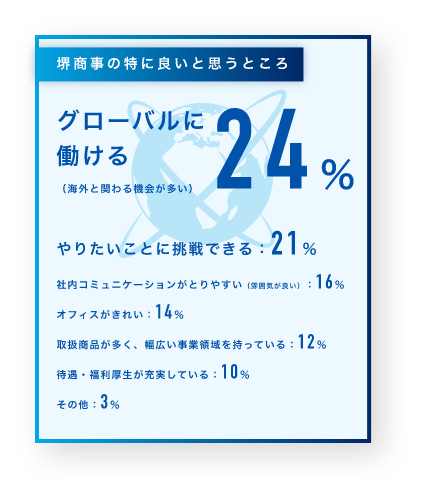 堺商事の特に良いと思うところ
グローバルに
働ける
（海外と関わる機会が多い）
24%
やりたいことに挑戦できる：21%
社内コミュニケーションがとりやすい（雰囲気が良い）：16%
オフィスがきれい：14%
取扱商品が多く、幅広い事業領域を持っている：12%
待遇・福利厚生が充実している：10%
その他：3%